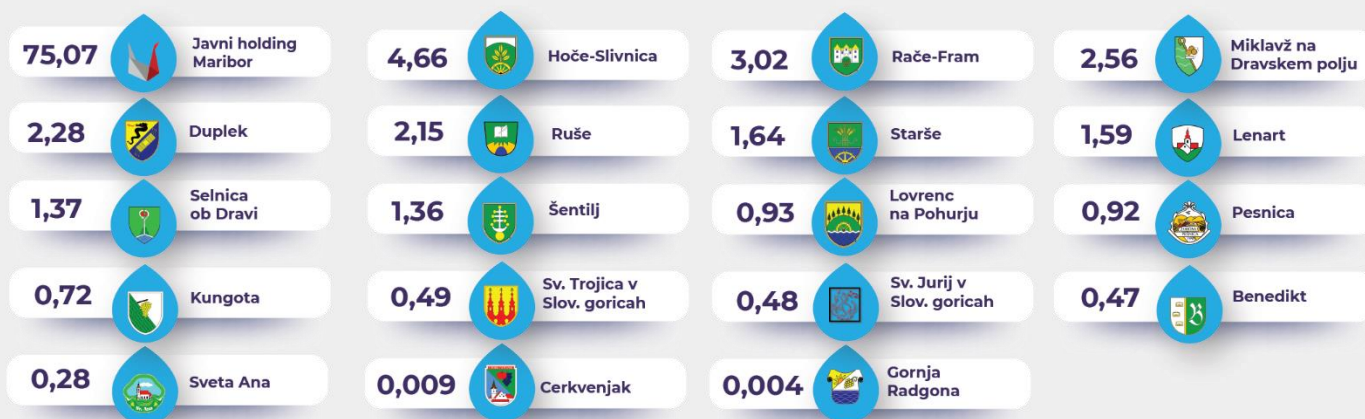 75,07
Javni holding
Maribor
4,66
Hoče-Slivnica
3,02
Rače-Fram
2,56
Miklavž na
Dravskem polju
2,28
Duplek
2,15
Ruše
1,64
Starše
1,59
Lenart
1,37
Selnica
ob Dravi
1,36
Šentilj
0,93
Lovrenc
na Pohurju
0,92
Pesnica
0,72
Kungota
0,49
Sv. Trojica v
Slov. goricah
0,48
Sv. Jurij v
Slov. goricah
0,47
Benedikt
0,28
Sveta Ana
0,009
Cerkvenjak
0,004
Gornja
Radgona